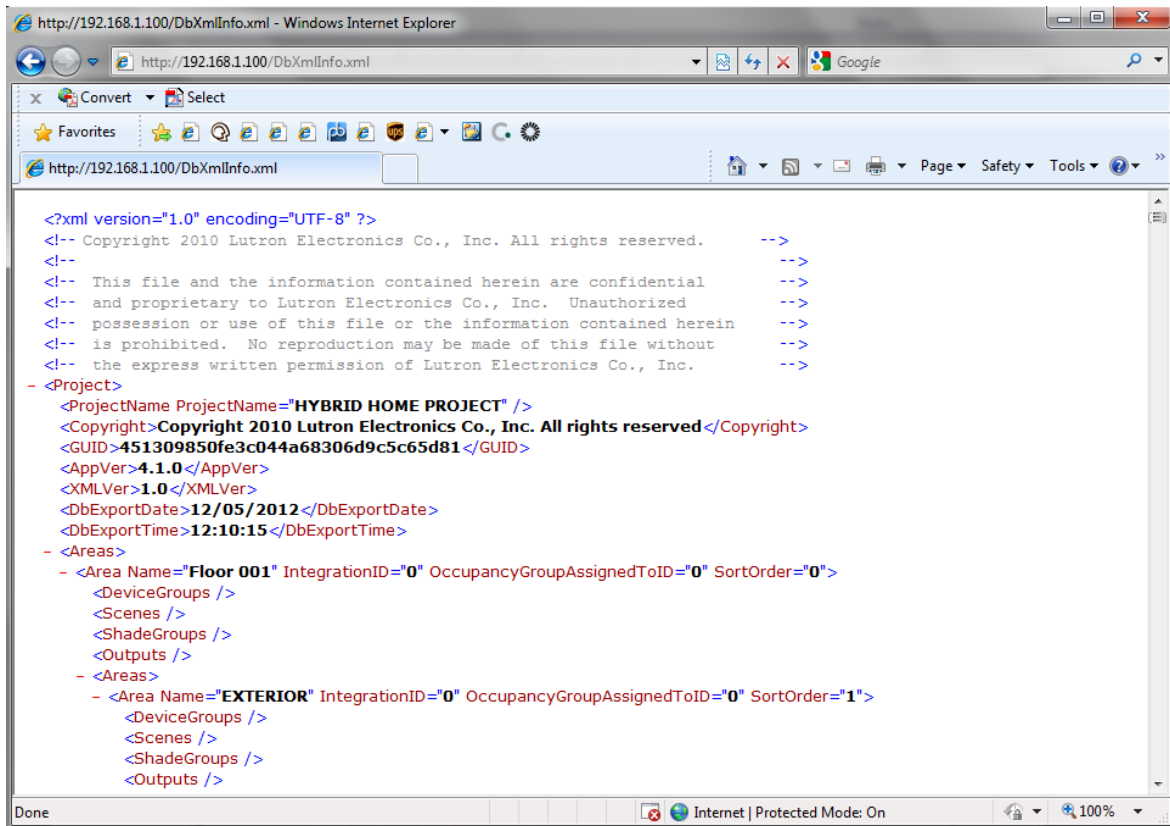 http://192.168.1.100/DbXmlInfo.xml - Windows Internet Explorer
http://192.168.1.100/DbXmlInfo.xml
Google
x Convert Select
Favorites
pb
ups
http://192.168.1.100/DbXmlInfo.xml
Page Safety Tools
<?xml version="1.0" encoding="UTF-8" ?>
<!-- Copyright 2010 Lutron Electronics Co., Inc. All rights reserved. -->
<!-- -->
<!-- This file and the information contained herein are confidential -->
<!-- and proprietary to Lutron Electronics Co., Inc. Unauthorized -->
<!-- possession or use of this file or the information contained herein -->
<!-- is prohibited. No reproduction may be made of this file without -->
<!-- the express written permission of Lutron Electronics Co., Inc. -->
- <Project>
<ProjectName ProjectName="HYBRID HOME PROJECT" />
<Copyright>Copyright 2010 Lutron Electronics Co., Inc. All rights reserved</Copyright>
<GUID>451309850fe3c044a68306d9c5c65d81</GUID>
<AppVer>4.1.0</AppVer>
<XMLVer>1.0</XMLVer>
<DbExportDate>12/05/2012</DbExportDate>
<DbExportTime>12:10:15</DbExportTime>
- <Areas>
- <Area Name="Floor 001" IntegrationID="0" OccupancyGroupAssignedToID="0" SortOrder="0">
<DeviceGroups />
<Scenes />
<ShadeGroups />
<Outputs />
- <Areas>
- <Area Name="EXTERIOR" IntegrationID="0" OccupancyGroupAssignedToID="0" SortOrder="1">
<DeviceGroups />
<Scenes />
<ShadeGroups />
<Outputs />
Done
Internet | Protected Mode: On
100%